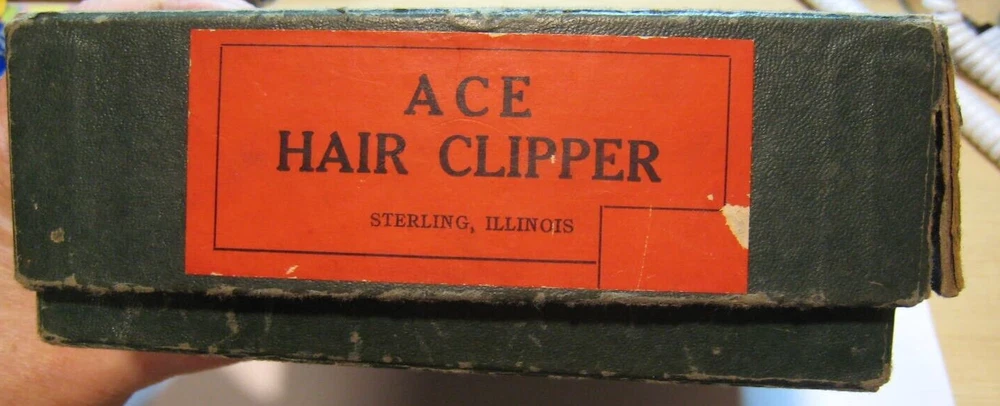 ACE
HAIR CLIPPER
STERLING, ILLINOIS